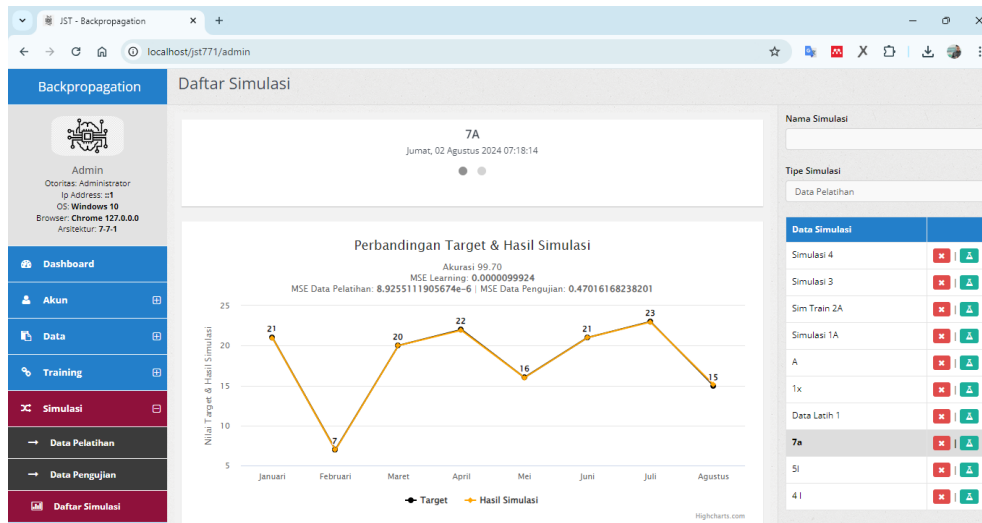 JST - Backpropagation
localhost/jst771/admin
Backpropagation
Admin
Otoritas: Administrator
Ip Address: ::1
OS: Windows 10
Browser: Chrome 127.0.0.0
Arsitektur: 7-7-1
Dashboard
Akun
Data
Training
Simulasi
Data Pelatihan
Data Pengujian
Daftar Simulasi
Daftar Simulasi
7A
Jumat, 02 Agustus 2024 07:18:14
Perbandingan Target & Hasil Simulasi
Akurasi 99.70
MSE Learning: 0.0000099924
MSE Data Pelatihan: 8.9255111905674e-6 | MSE Data Pengujian: 0.47016168238201
Nilai Target & Hasil Simulasi
25
20
15
10
5
21
7
20
22
16
21
23
15
Januari
Februari
Maret
April
Mei
Juni
Juli
Agustus
Target
Hasil Simulasi
Highcharts.com
Nama Simulasi
Tipe Simulasi
Data Pelatihan
Data Simulasi
Simulasi 4
Simulasi 3
Sim Train 2A
Simulasi 1A
A
1x
Data Latih 1
7a
5l
4 l